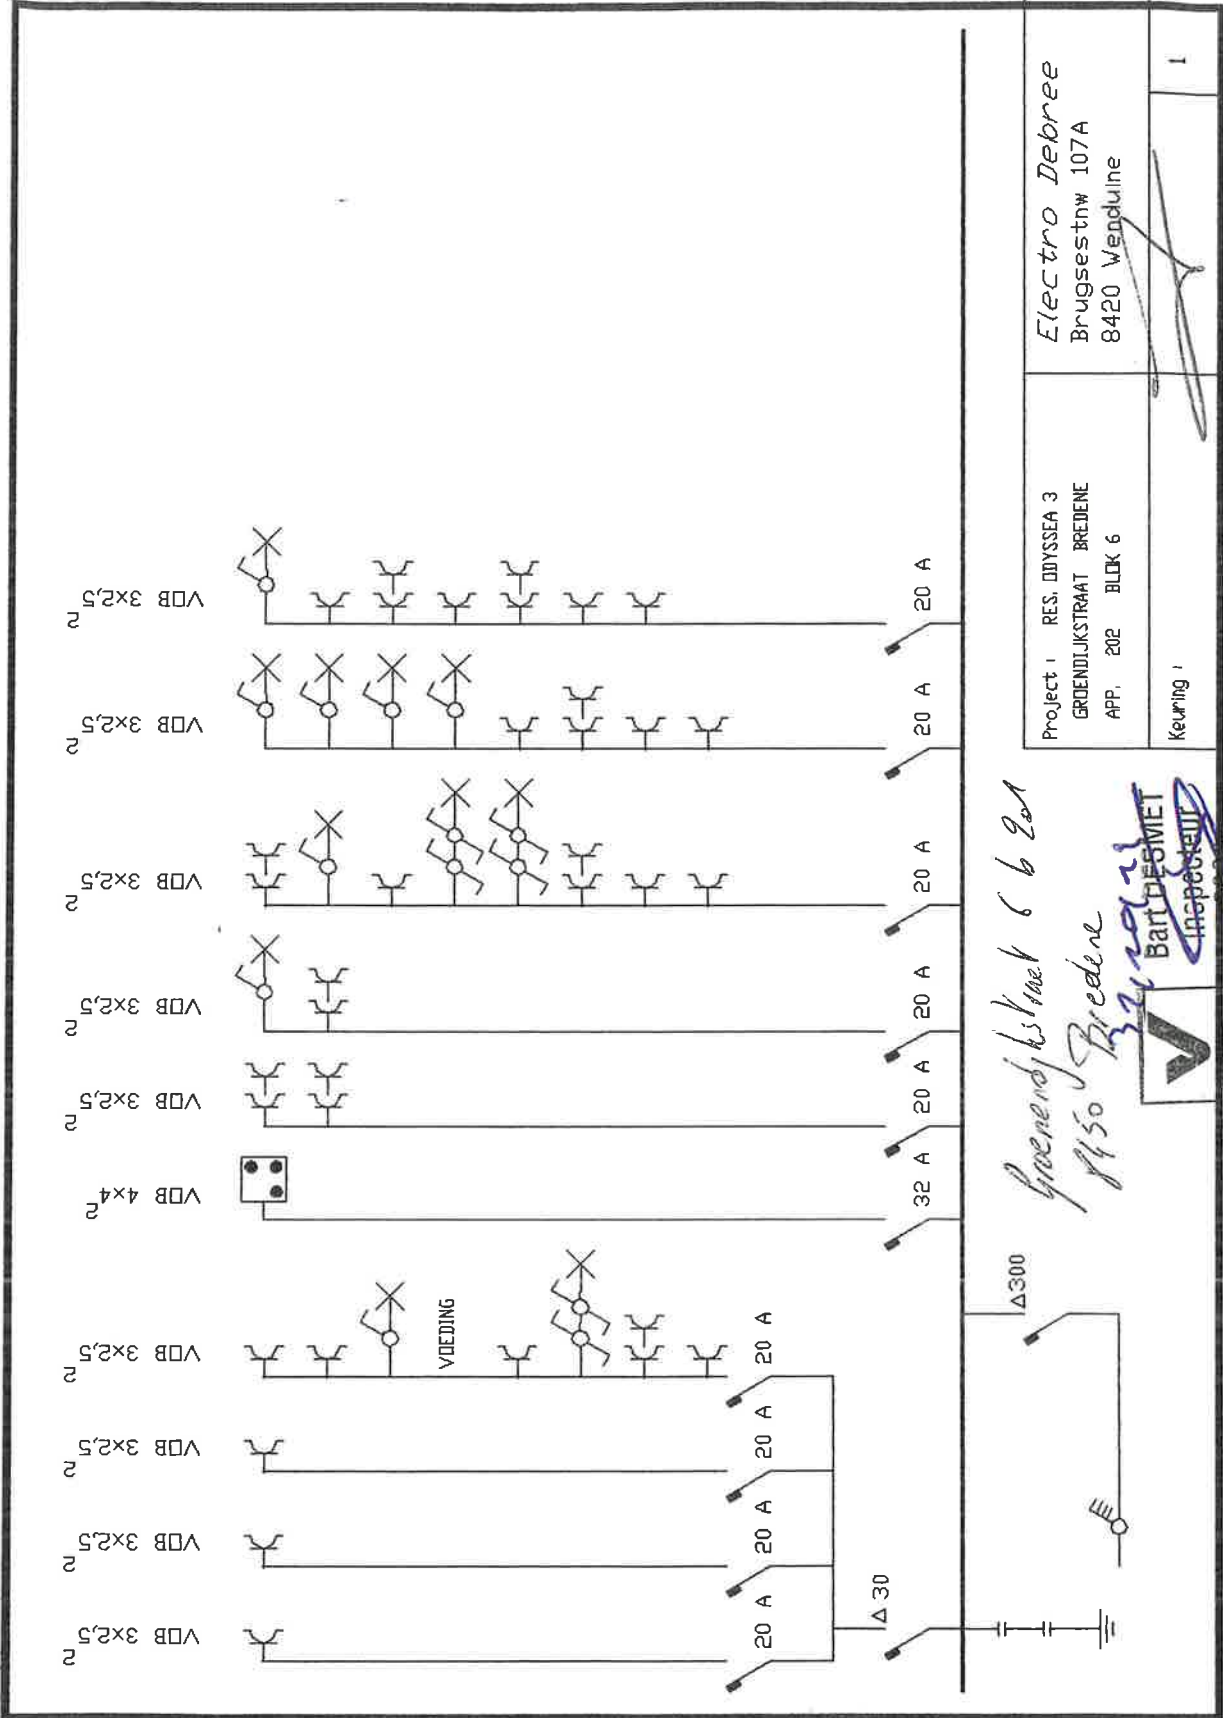 VOB 3x2,5²
VOB 3x2,5²
VOB 3x2,5²
VOB 3x2,5²
VOB 4x4²
VOB 3x2,5²
VOB 3x2,5²
VOB 3x2,5²
VOB 3x2,5²
VOB 3x2,5²
VOEDING
20 A
20 A
20 A
20 A
32 A
20 A
20 A
20 A
20 A
20 A
Δ 30
Δ300
Project : RES. ODYSSEA 3
GROENDIJKSTRAAT BREDENE
APP. 202 BLOK 6
Electro Debree
Brugsestnw 107A
8420 Wenduine
Keuring :
1
8450 Bredene
Bart DESMET
Inspecteur